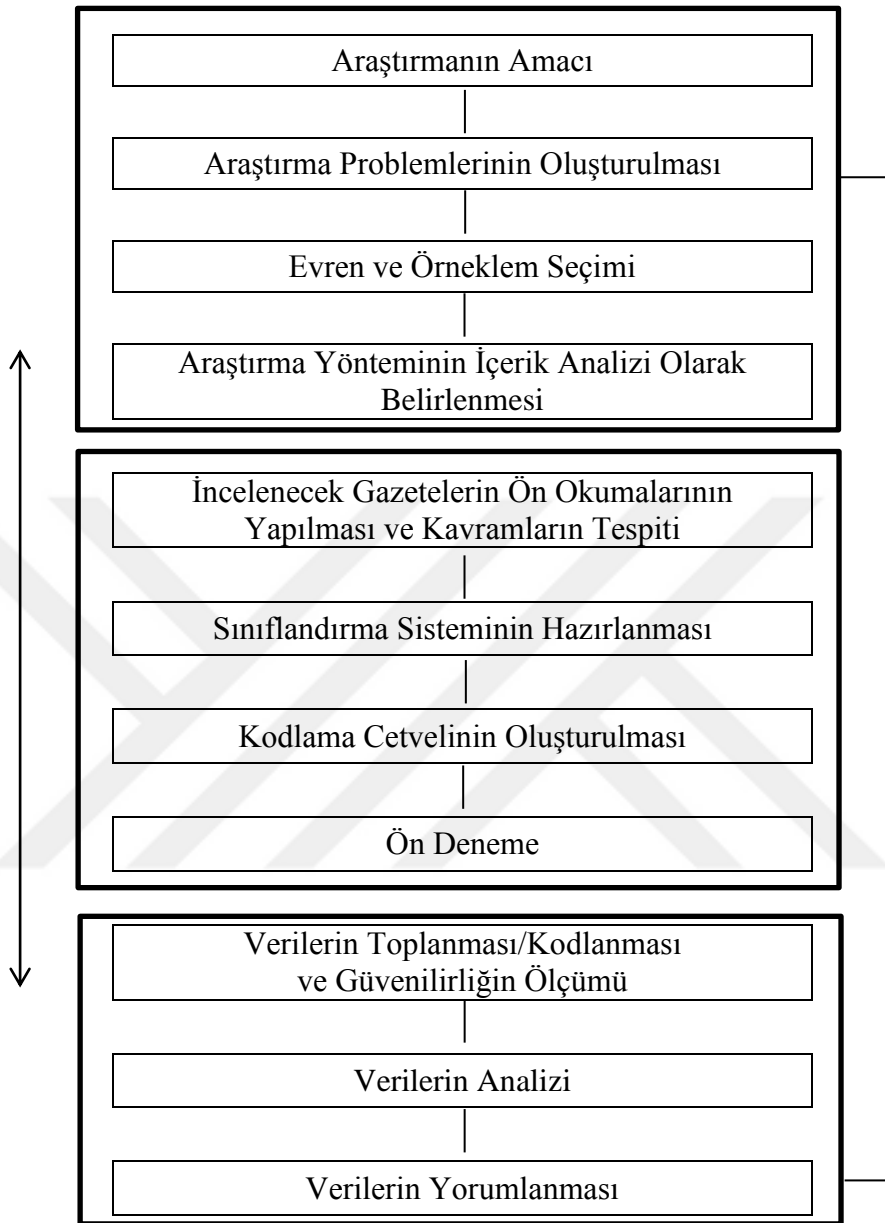 Araştırmanın Amacı
Araştırma Problemlerinin Oluşturulması
Evren ve Örneklem Seçimi
Araştırma Yönteminin İçerik Analizi Olarak
Belirlenmesi
İncelenecek Gazetelerin Ön Okumalarının
Yapılması ve Kavramların Tespiti
Sınıflandırma Sisteminin Hazırlanması
Kodlama Cetvelinin Oluşturulması
Ön Deneme
Verilerin Toplanması/Kodlanması
ve Güvenilirliğin Ölçümü
Verilerin Analizi
Verilerin Yorumlanması